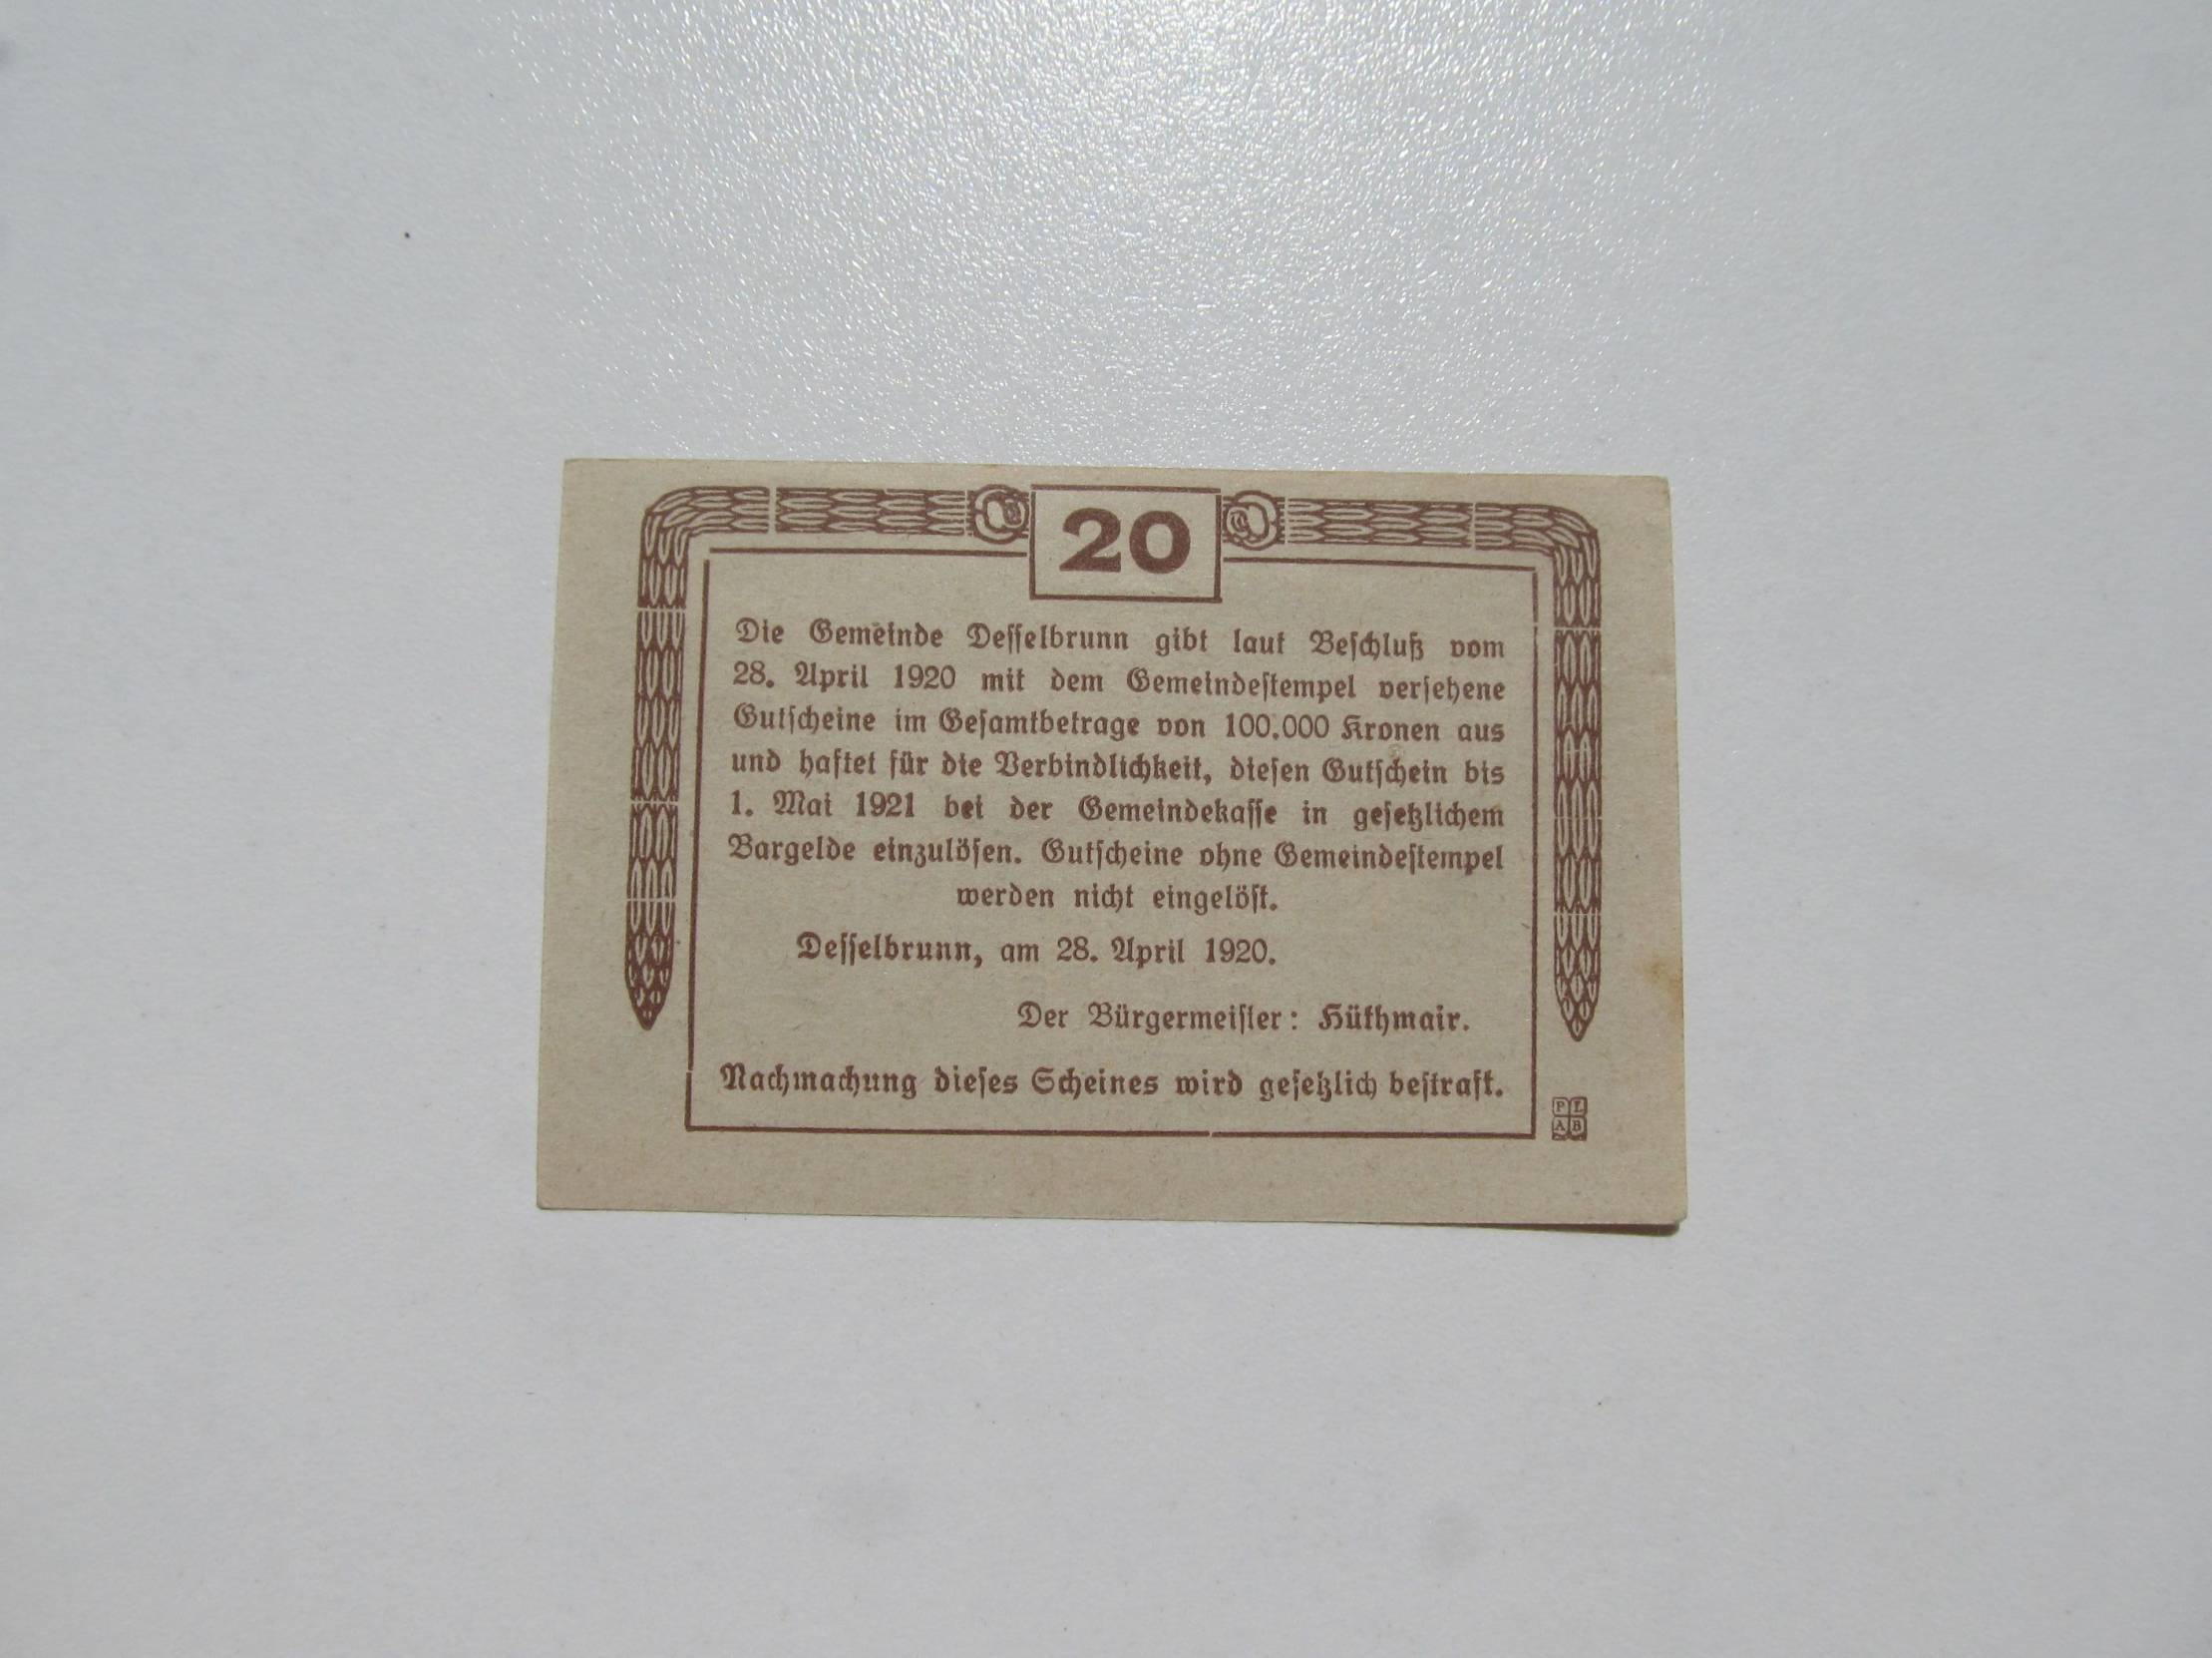 20
Die Gemeinde Desselbrunn gibt laut Beschluß vom
28. April 1920 mit dem Gemeindestempel versehene
Gutscheine im Gesamtbetrage von 100.000 Kronen aus
und haftet für die Verbindlichkeit, diesen Gutschein bis
1. Mai 1921 bei der Gemeindekasse in gesetzlichem
Bargelde einzulösen. Gutscheine ohne Gemeindestempel
werden nicht eingelöst.
Desselbrunn, am 28. April 1920.
Der Bürgermeister: Hüthmair.
Nachmachung dieses Scheines wird gesetzlich bestraft.